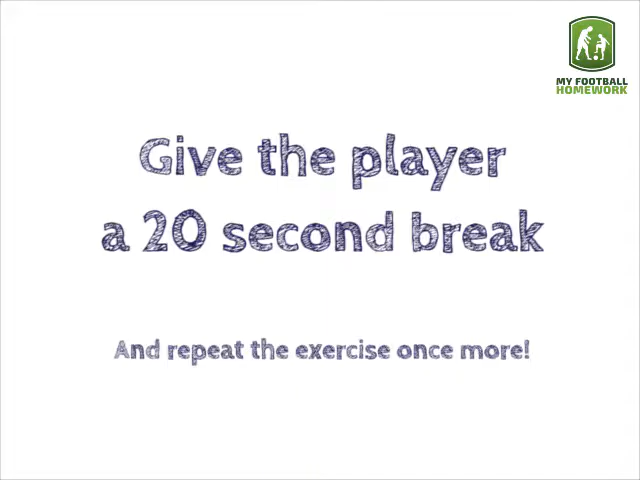 MY FOOTBALL
HOMEWORK
Give the player
a 20 second break
And repeat the exercise once more!